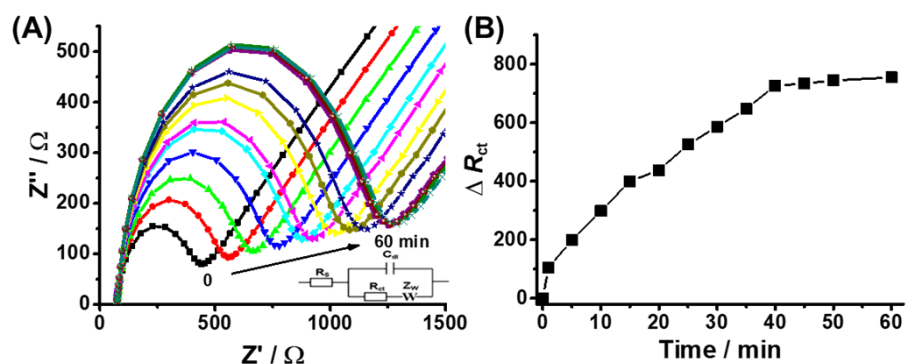 (A)
Z'' / Ω
500
400
300
200
100
0
0
500
1000
1500
Z' / Ω
0
60 min
Cdl
Rs
Rct
Zw
W
(B)
Δ Rct
800
600
400
200
0
0
10
20
30
40
50
60
Time / min